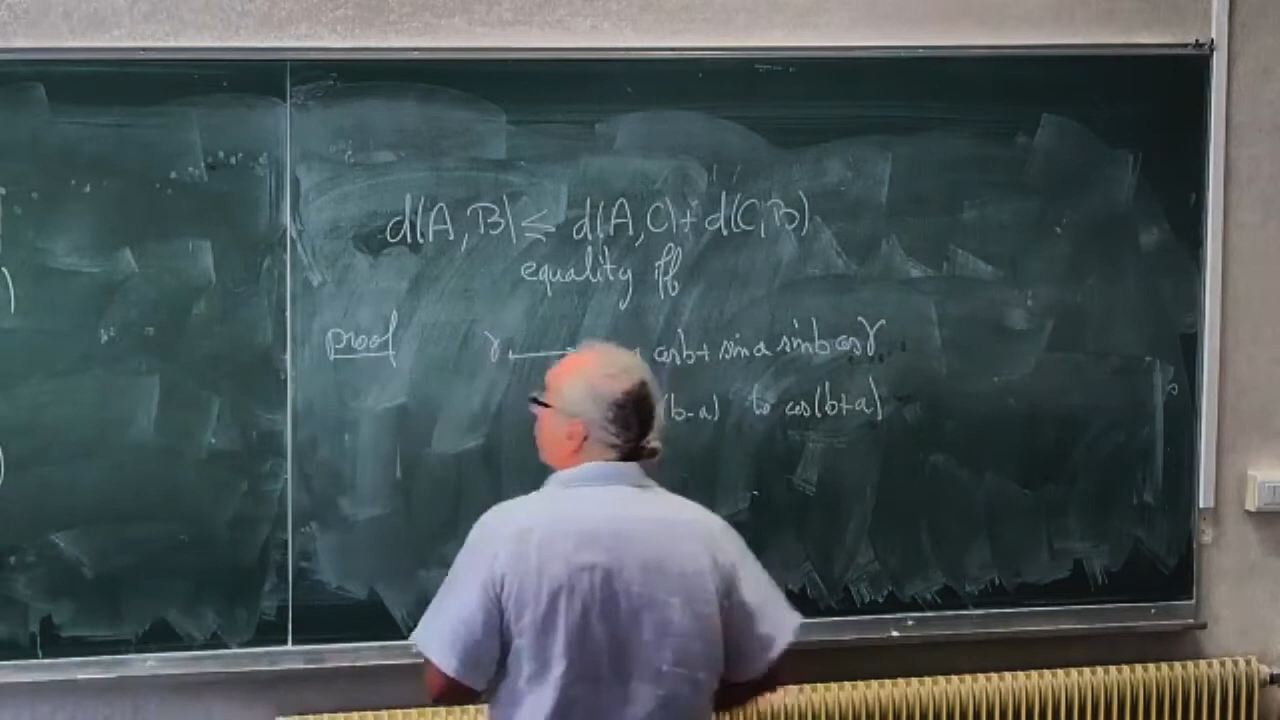 d(A,B) ≤ d(A,C) + d(C,B)
equality iff
proof γ ⟼ cos b + sin a sin b cos γ
(b-a) to cos(b+a)